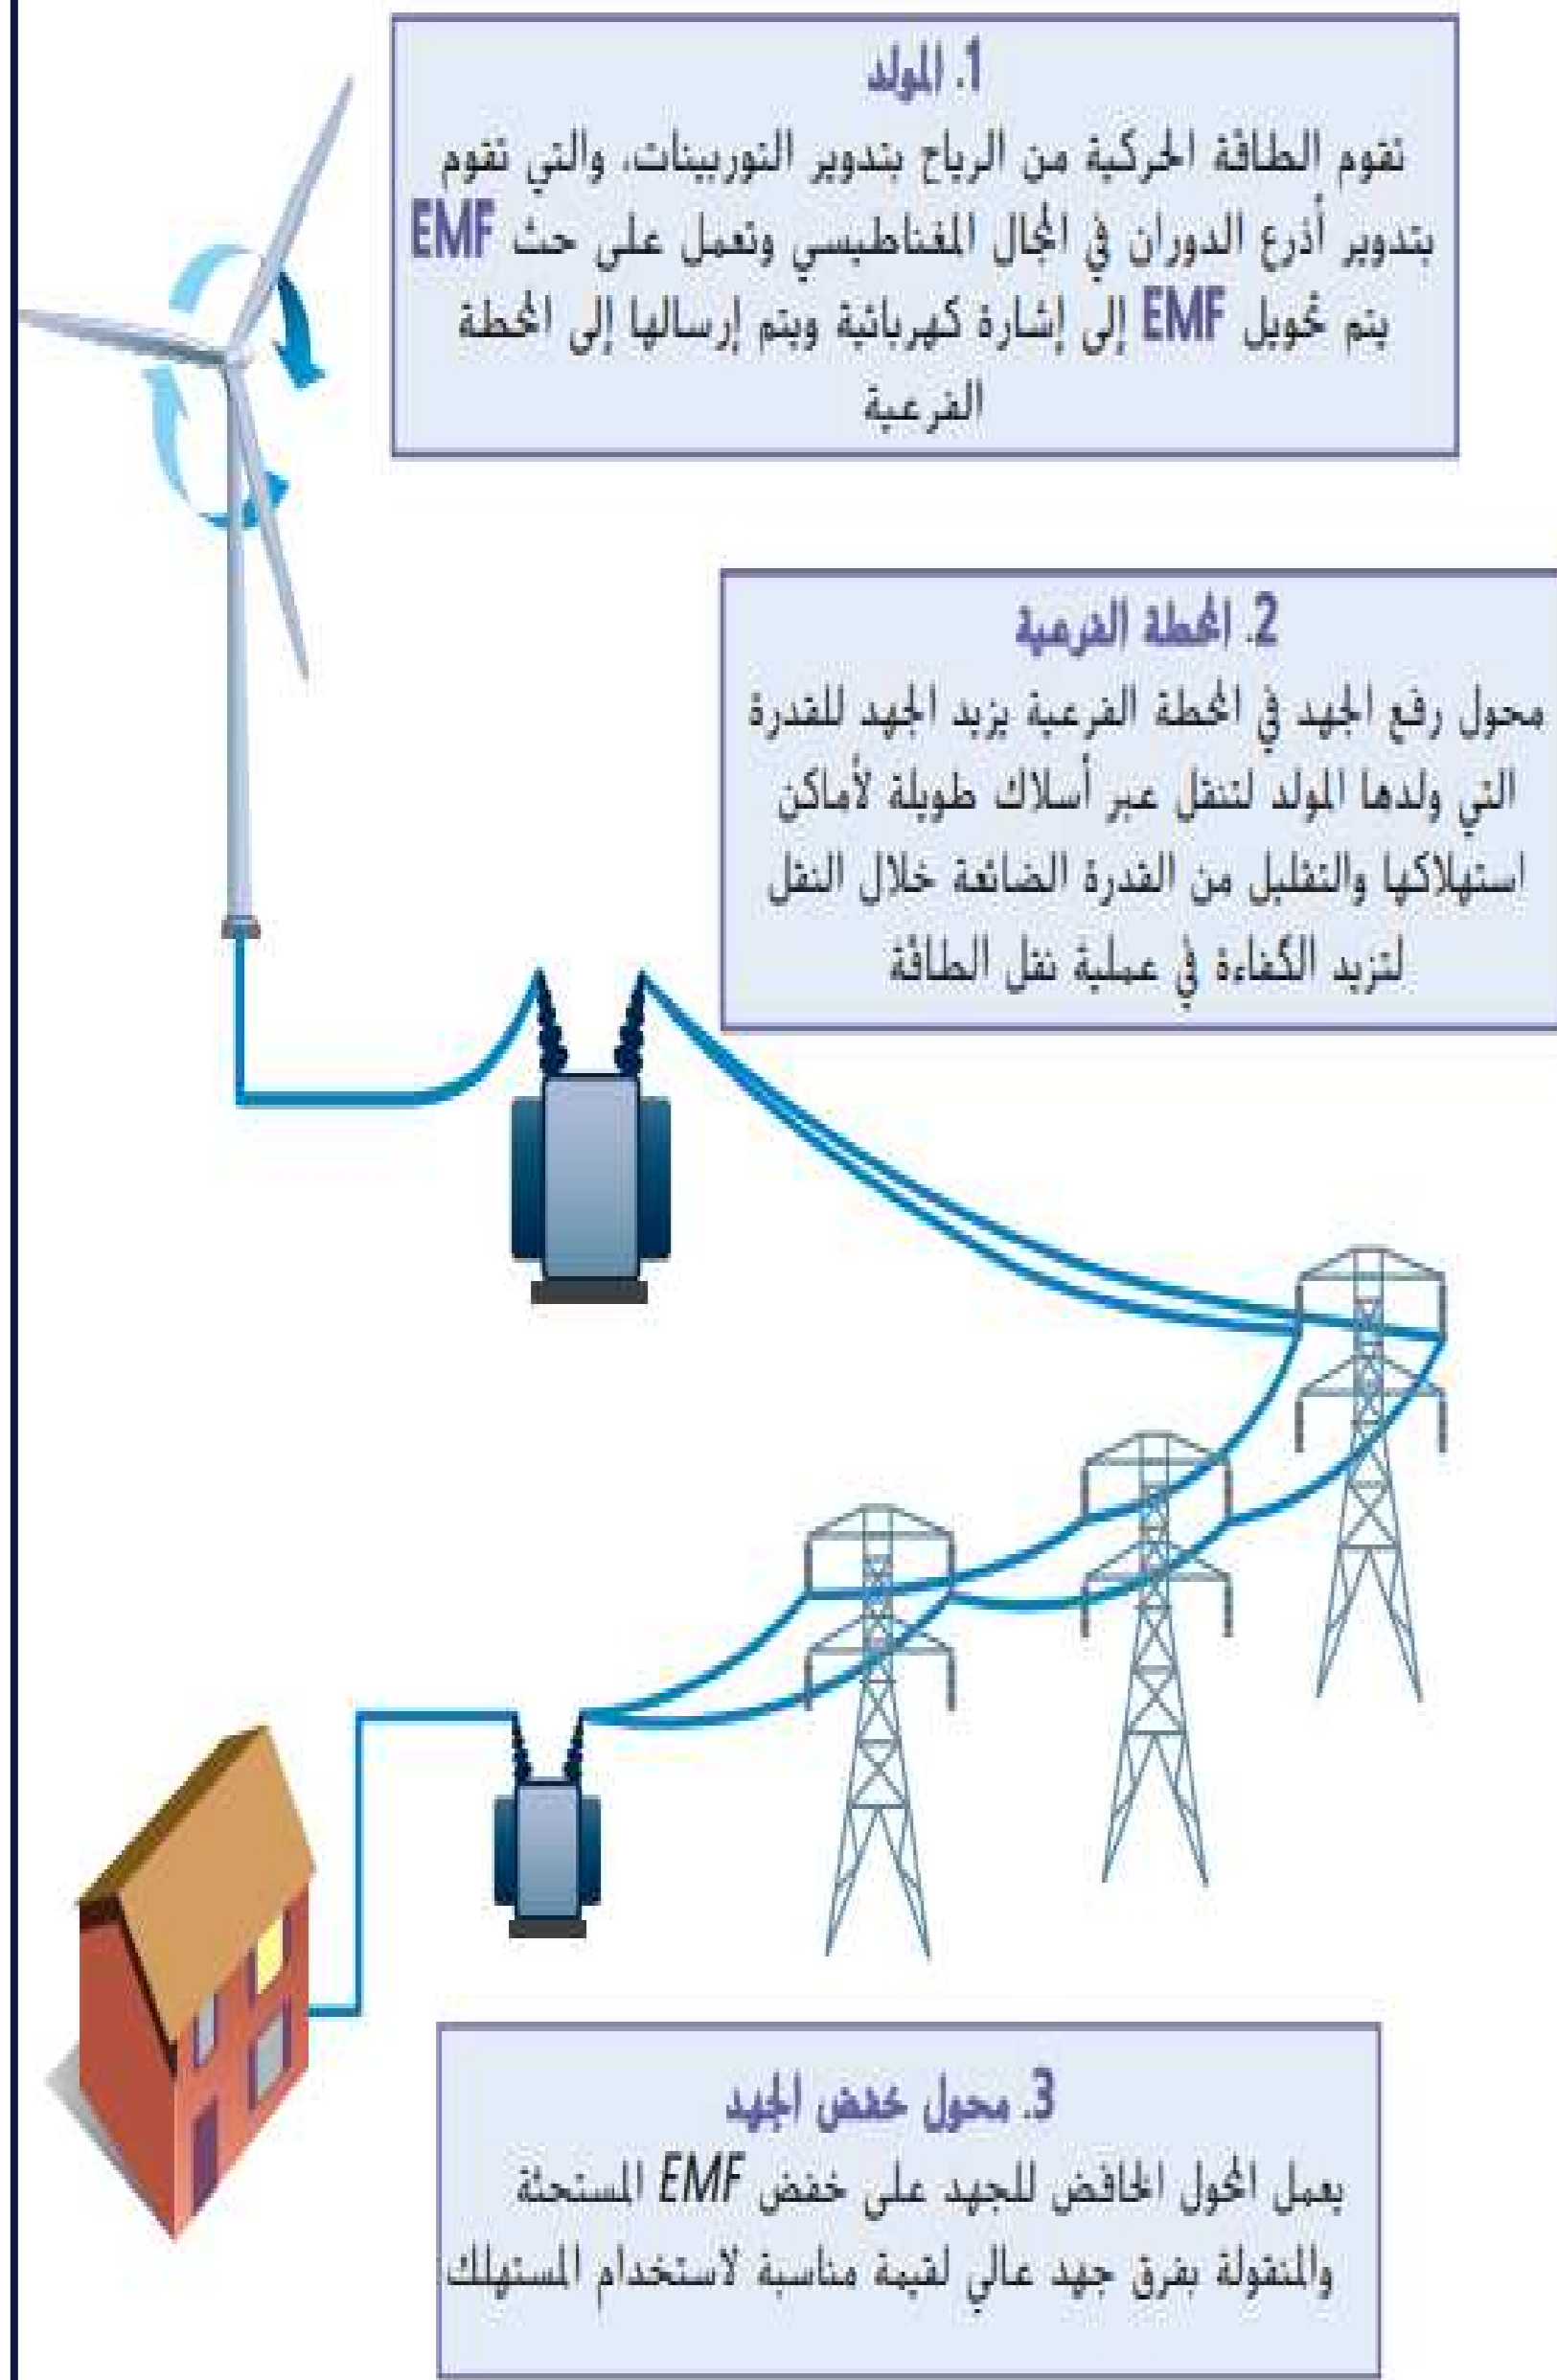 1. المولد
تقوم الطاقة الحركية من الرياح بتدوير التوربينات، والتي تقوم
بتدوير أذرع الدوران في المجال المغناطيسي وتعمل على حث EMF
يتم تحويل EMF إلى إشارة كهربائية ويتم إرسالها إلى المحطة
الفرعية
2. المحطة الفرعية
محول رفع الجهد في المحطة الفرعية يزيد الجهد للقدرة
التي ولدها المولد لتنقل عبر أسلاك طويلة لأماكن
استهلاكها والتقليل من القدرة الضائعة خلال النقل
لتزيد الكفاءة في عملية نقل الطاقة
3. محول خفض الجهد
يعمل المحول الخافض للجهد على خفض EMF المستحثة
والمنقولة بفرق جهد عالي لقيمة مناسبة لاستخدام المستهلك